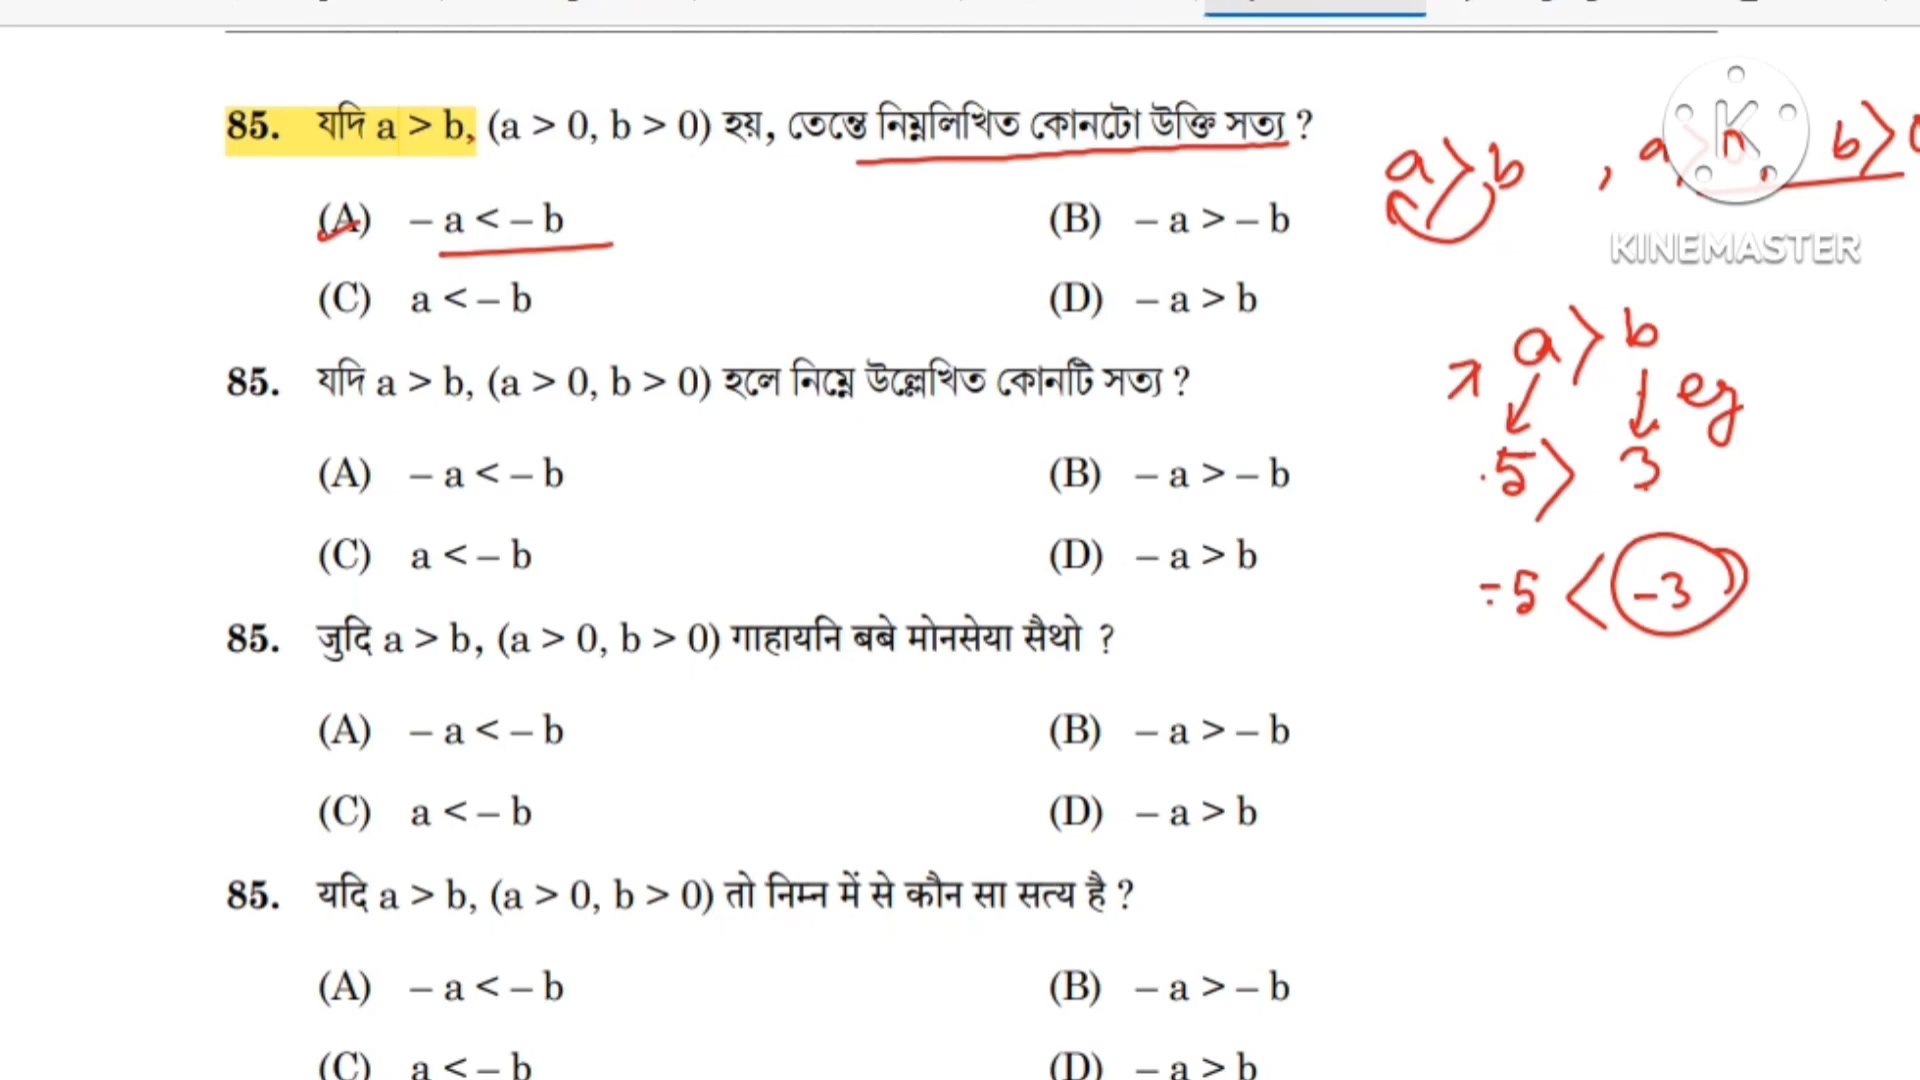 85. যদি a > b, (a > 0, b > 0) হয়, তেন্তে নিম্নলিখিত কোনটো উক্তি সত্য ?
(A) – a < – b (B) – a > – b
(C) a < – b (D) – a > b
85. যদি a > b, (a > 0, b > 0) হলে নিম্নে উল্লেখিত কোনটি সত্য ?
(A) – a < – b (B) – a > – b
(C) a < – b (D) – a > b
85. जुदि a > b, (a > 0, b > 0) गाहायनि बबे मोनसेया सैथो ?
(A) – a < – b (B) – a > – b
(C) a < – b (D) – a > b
85. यदि a > b, (a > 0, b > 0) तो निम्न में से कौन सा सत्य है ?
(A) – a < – b (B) – a > – b
(C) a < – b (D) – a > b
a > b , b > 0
K
KINEMASTER
a > b
eg
5 > 3
-5 < -3